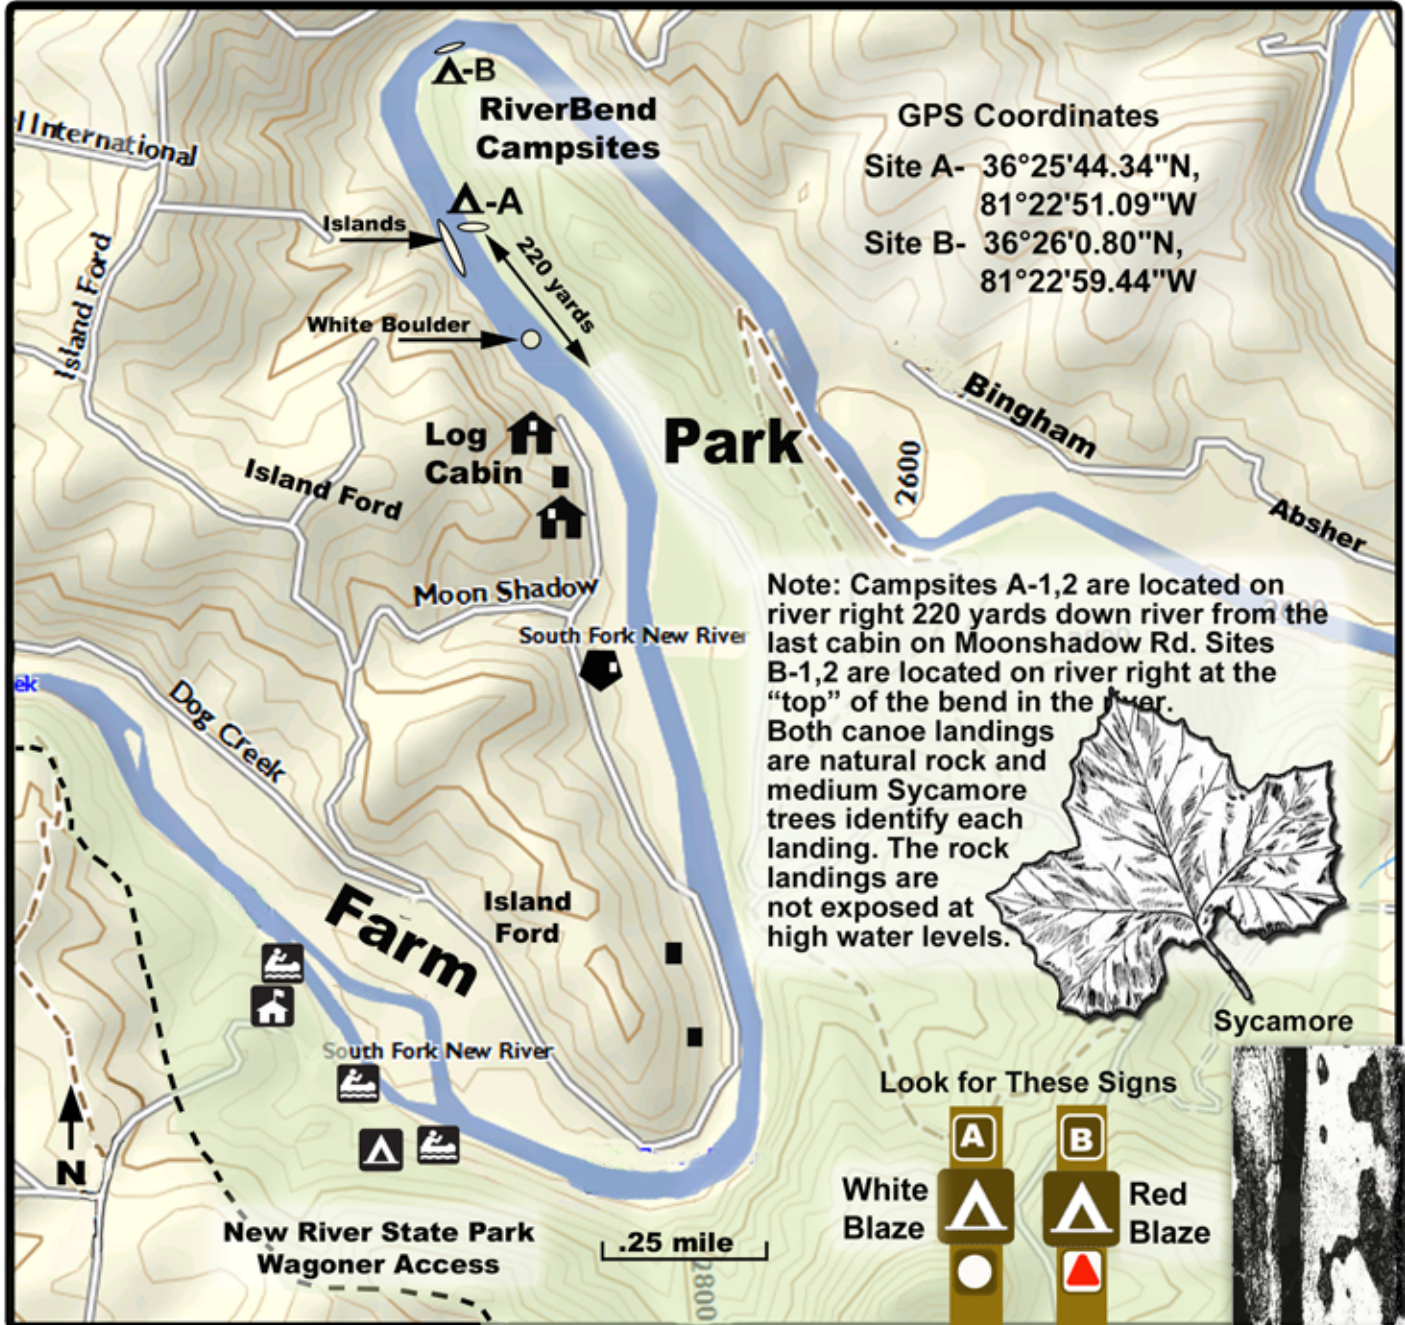 Δ-B
RiverBend
Campsites
GPS Coordinates
Site A- 36°25'44.34"N,
81°22'51.09"W
Site B- 36°26'0.80"N,
81°22'59.44"W
l International
Δ-A
Islands
220 yards
Island Ford
White Boulder
Bingham
Log
Cabin
Park
2600
Island Ford
Absher
Moon Shadow
South Fork New River
Note: Campsites A-1,2 are located on
river right 220 yards down river from the
last cabin on Moonshadow Rd. Sites
B-1,2 are located on river right at the
“top” of the bend in the river.
Both canoe landings
are natural rock and
medium Sycamore
trees identify each
landing. The rock
landings are
not exposed at
high water levels.
ek
Dog Creek
Farm
Island
Ford
Sycamore
South Fork New River
Look for These Signs
A
B
White
Blaze
Red
Blaze
N
New River State Park
Wagoner Access
.25 mile
2800